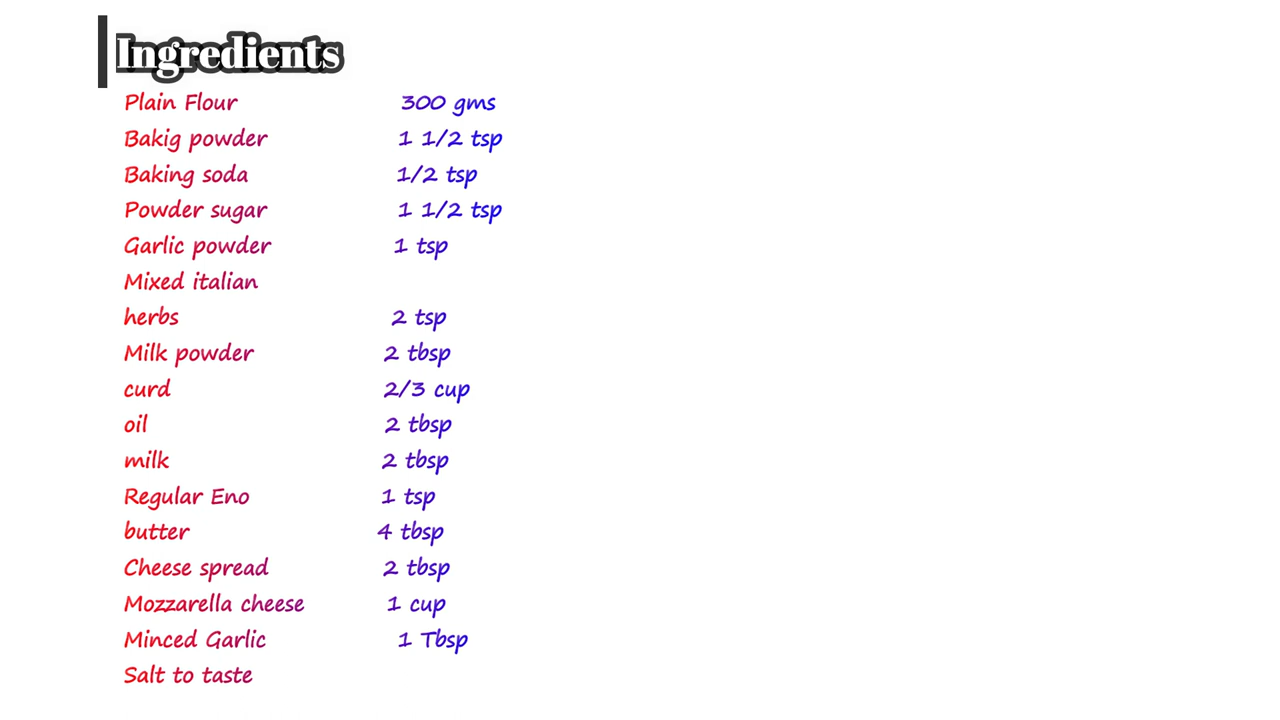 Ingredients
Plain Flour 300 gms
Bakig powder 1 1/2 tsp
Baking soda 1/2 tsp
Powder sugar 1 1/2 tsp
Garlic powder 1 tsp
Mixed italian
herbs 2 tsp
Milk powder 2 tbsp
curd 2/3 cup
oil 2 tbsp
milk 2 tbsp
Regular Eno 1 tsp
butter 4 tbsp
Cheese spread 2 tbsp
Mozzarella cheese 1 cup
Minced Garlic 1 Tbsp
Salt to taste